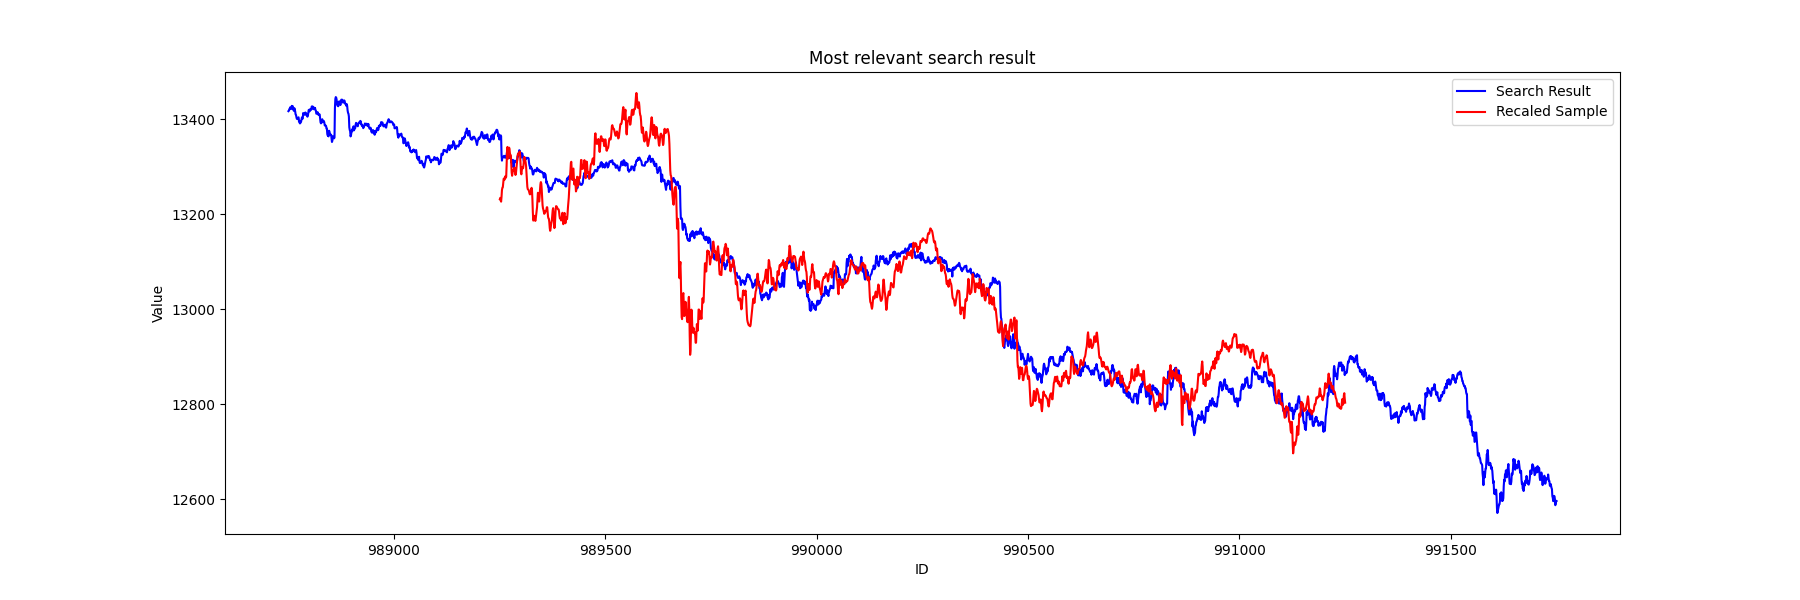 Most relevant search result
Search Result
Recaled Sample
13400
13200
13000
12800
12600
Value
989000
989500
990000
990500
991000
991500
ID